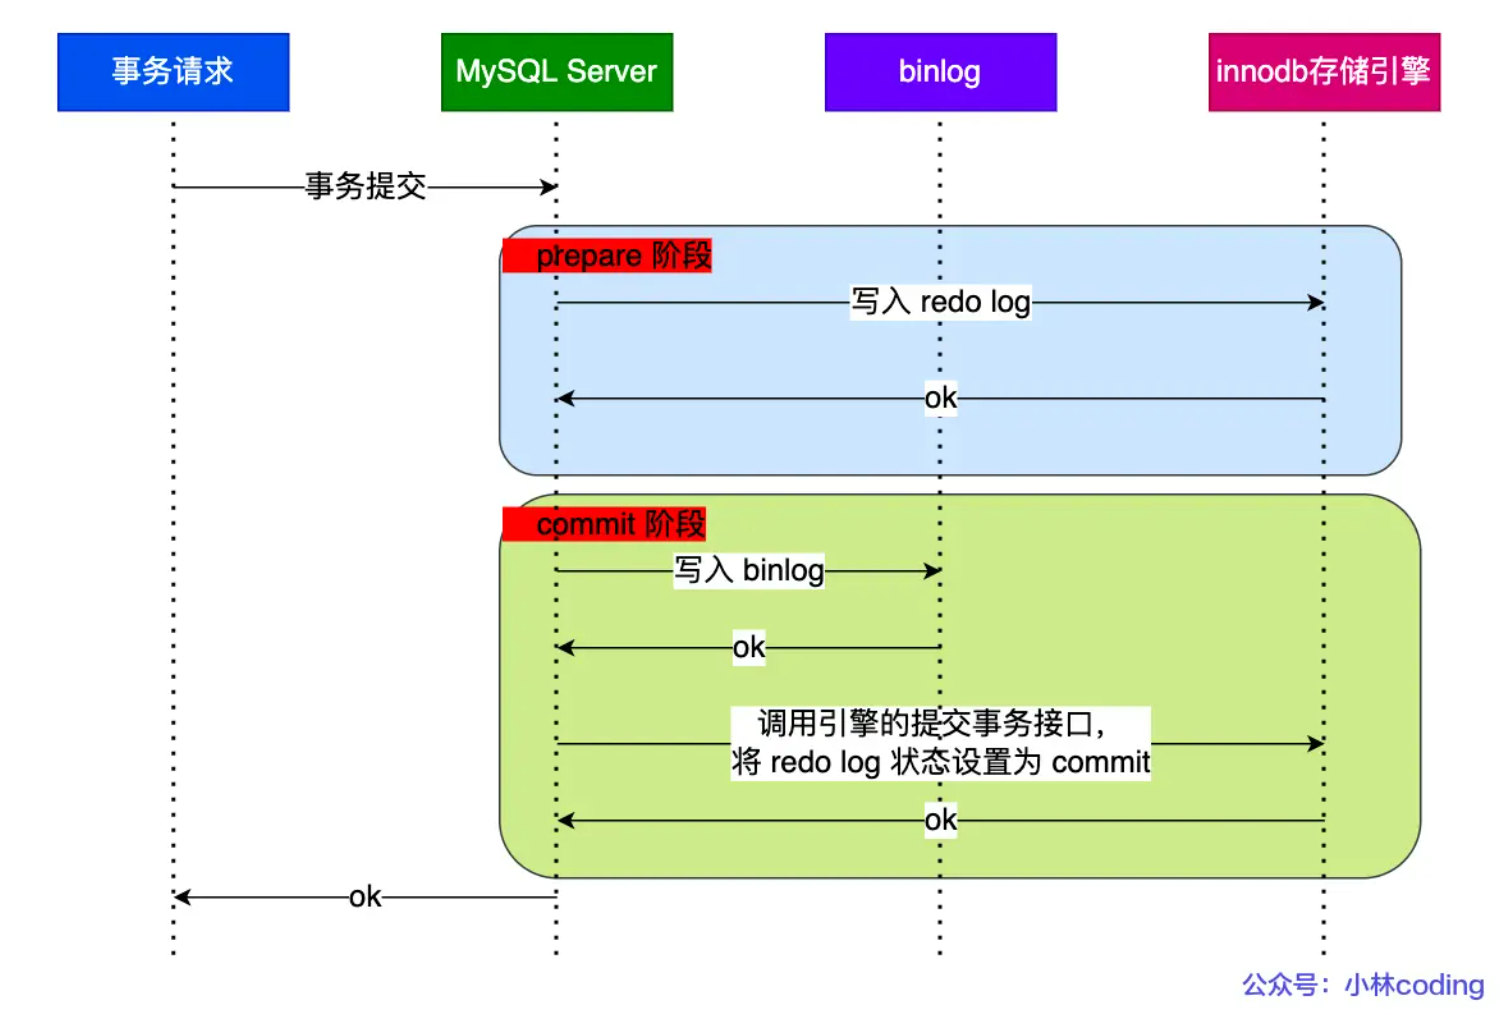 事务请求
MySQL Server
binlog
innodb存储引擎
事务提交
prepare 阶段
写入 redo log
ok
commit 阶段
写入 binlog
ok
调用引擎的提交事务接口，
将 redo log 状态设置为 commit
ok
ok
公众号：小林coding